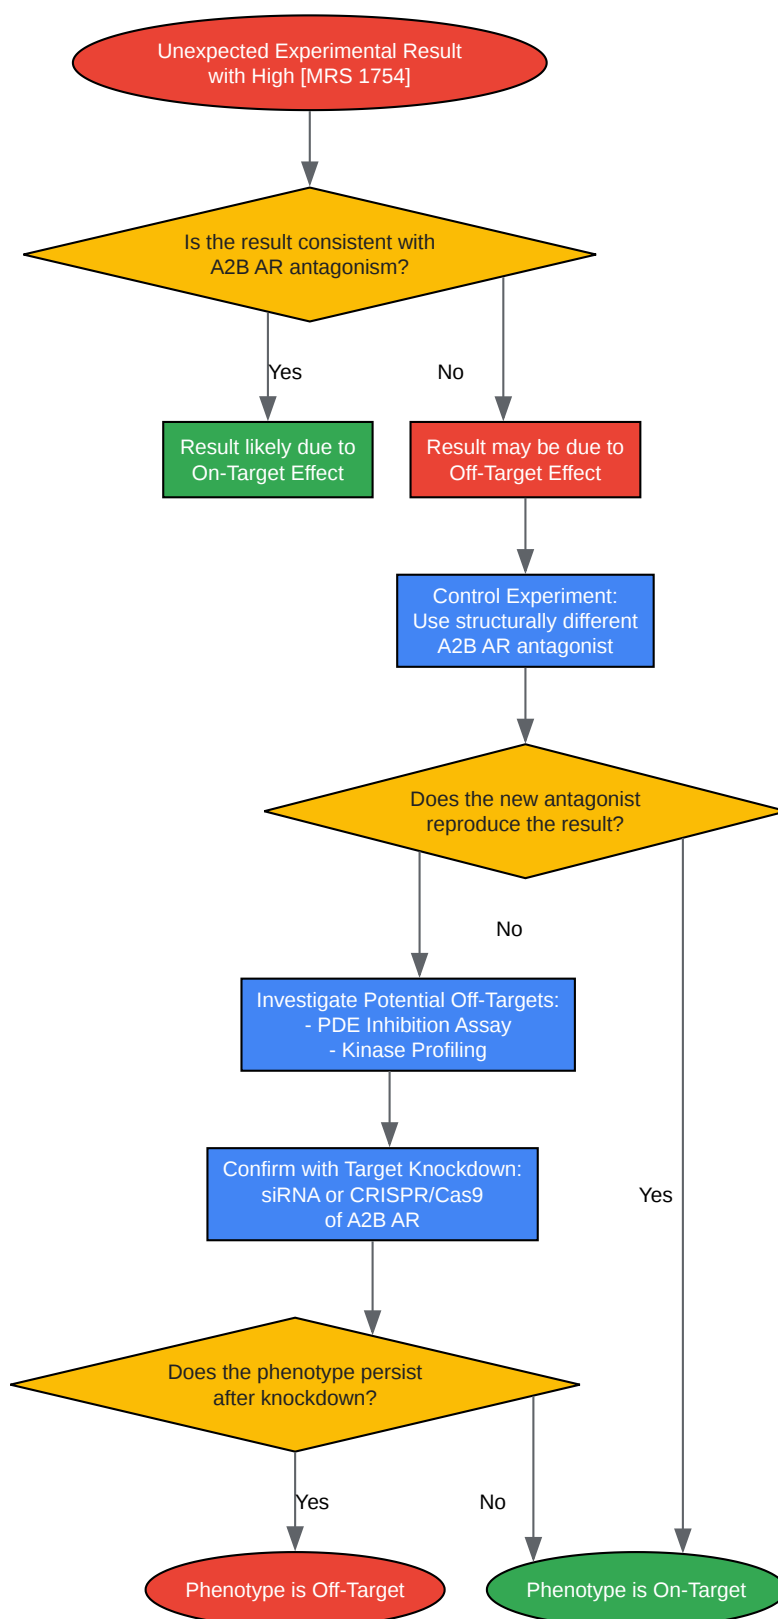 Unexpected Experimental Result
with High [MRS 1754]
Is the result consistent with
A2B AR antagonism?
Yes
No
Result likely due to
On-Target Effect
Result may be due to
Off-Target Effect
Control Experiment:
Use structurally different
A2B AR antagonist
Does the new antagonist
reproduce the result?
No
Investigate Potential Off-Targets:
- PDE Inhibition Assay
- Kinase Profiling
Confirm with Target Knockdown:
siRNA or CRISPR/Cas9
of A2B AR
Yes
Does the phenotype persist
after knockdown?
Yes
No
Phenotype is Off-Target
Phenotype is On-Target